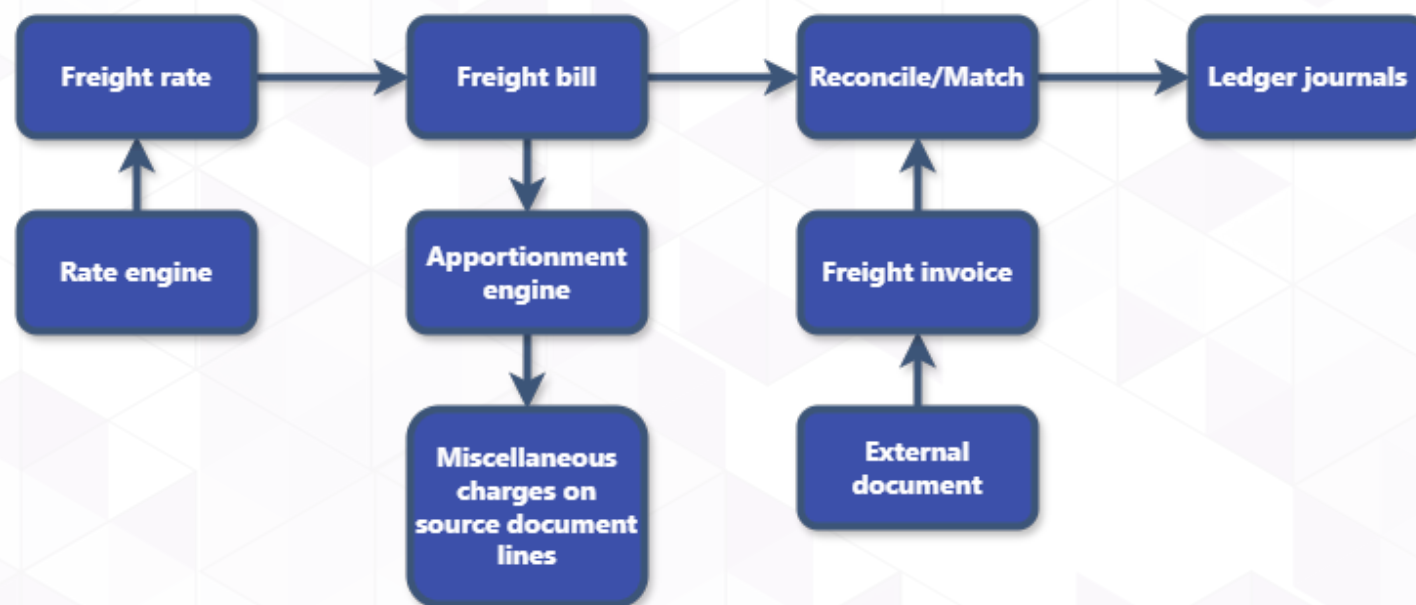 Freight rate
Freight bill
Reconcile/Match
Ledger journals
Rate engine
Apportionment
engine
Freight invoice
Miscellaneous
charges on
source document
lines
External
document